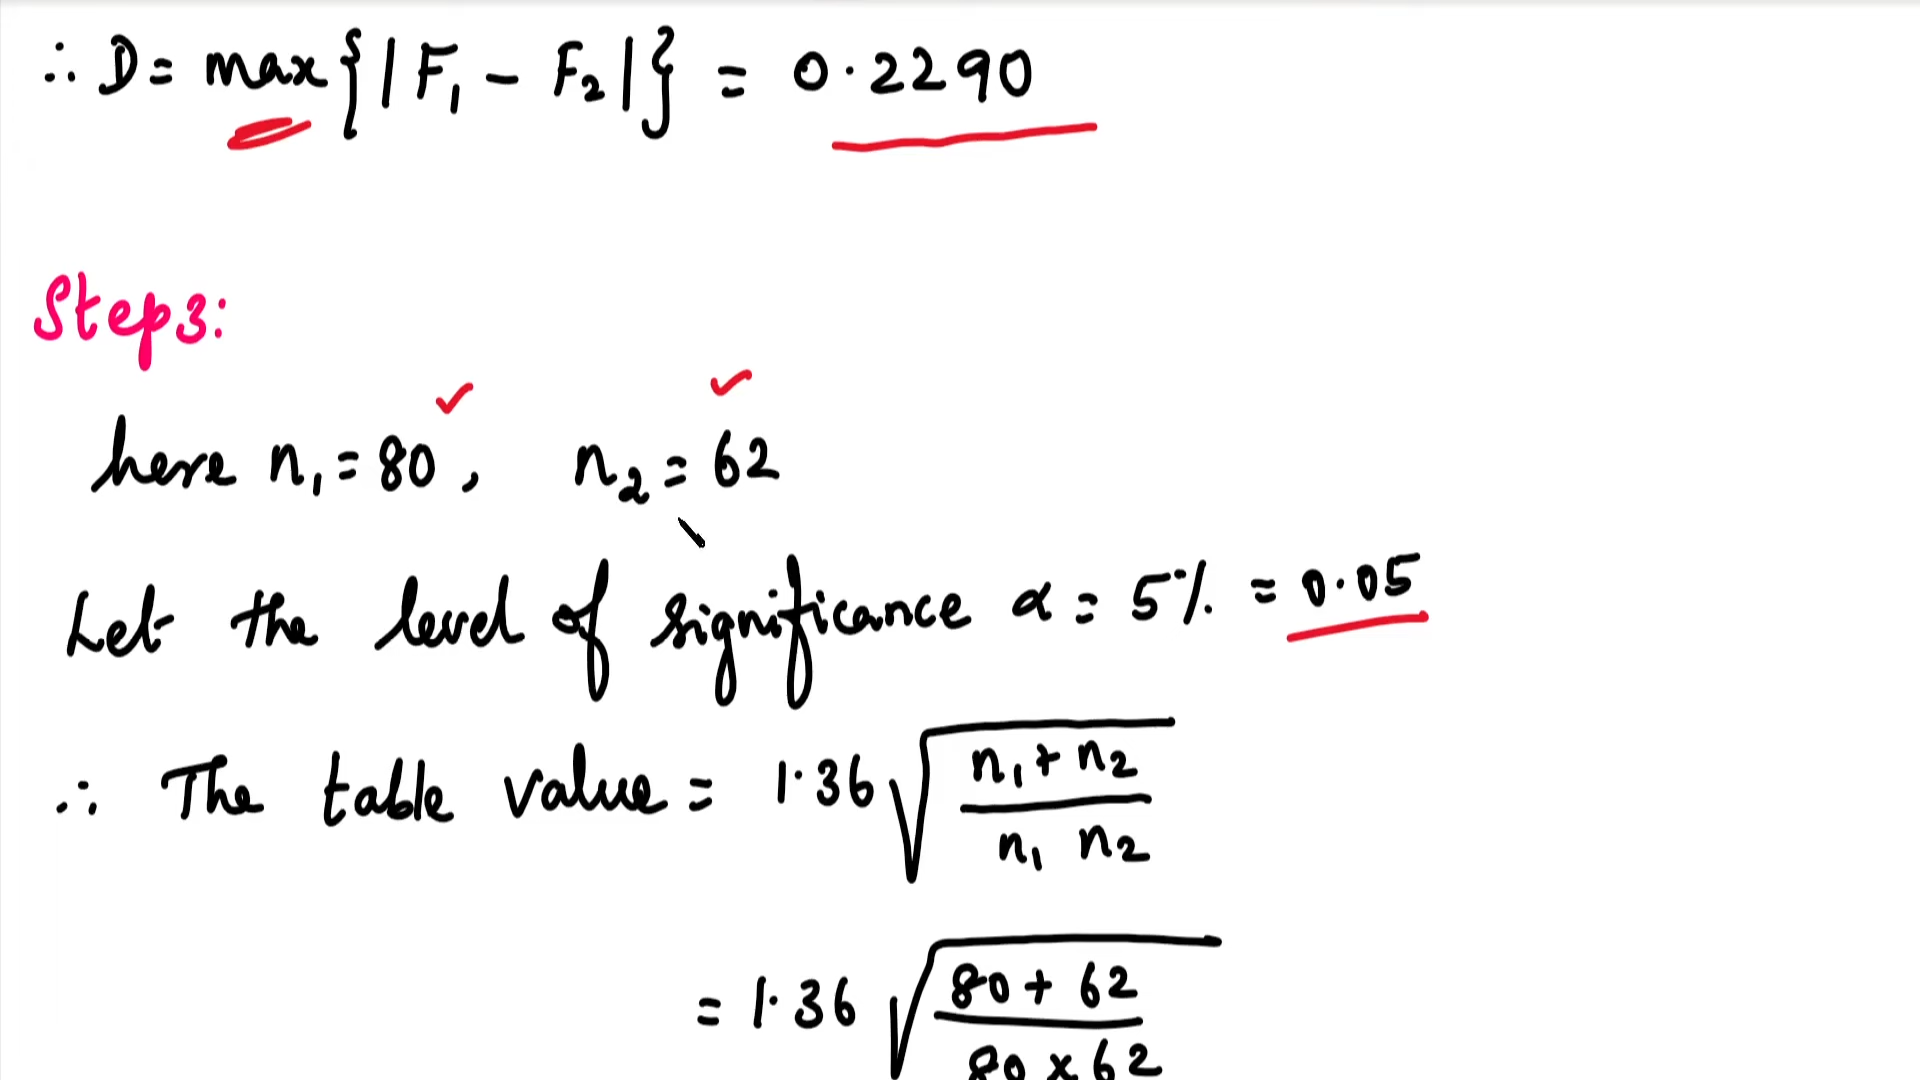 ∴ D = max{|F₁ - F₂|} = 0.2290
Step3:
here n₁ = 80, n₂ = 62
Let the level of significance α = 5% = 0.05
∴ The table value = 1.36 √((n₁ + n₂)/(n₁ n₂))
= 1.36 √((80 + 62)/(80 x 62))